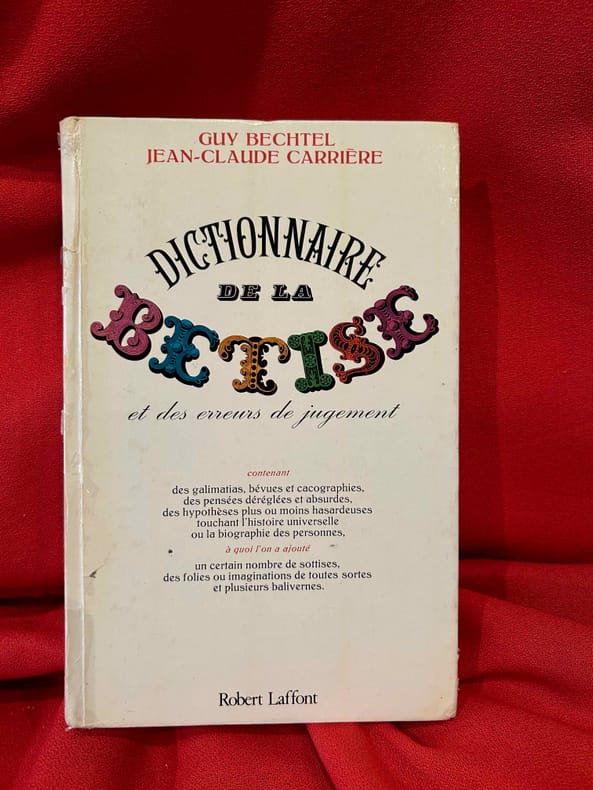 GUY BECHTEL
JEAN-CLAUDE CARRIÈRE
DICTIONNAIRE
DE LA
BETISE
et des erreurs de jugement
contenant
des galimatias, bévues et cacographies,
des pensées déréglées et absurdes,
des hypothèses plus ou moins hasardeuses
touchant l'histoire universelle
ou la biographie des personnes,
à quoi l'on a ajouté
un certain nombre de sottises,
des folies ou imaginations de toutes sortes
et plusieurs balivernes.
Robert Laffont